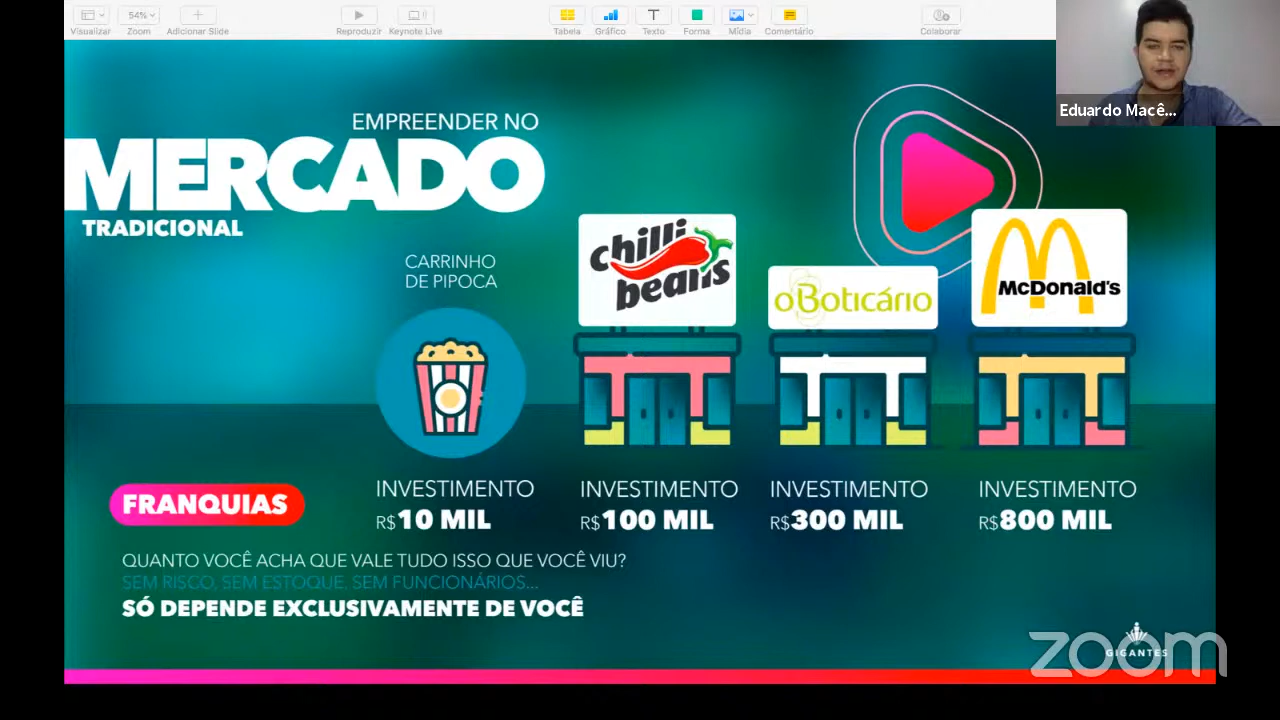 Visualizar
54%
Zoom
Adicionar Slide
Reproduzir
Keynote Live
Tabela
Gráfico
Texto
Forma
Mídia
Comentário
Colaborar
Eduardo Macê...
EMPREENDER NO
MERCADO
TRADICIONAL
CARRINHO
DE PIPOCA
chilli
beans
oBoticário
McDonald's
INVESTIMENTO
R$10 MIL
INVESTIMENTO
R$100 MIL
INVESTIMENTO
R$300 MIL
INVESTIMENTO
R$800 MIL
FRANQUIAS
QUANTO VOCÊ ACHA QUE VALE TUDO ISSO QUE VOCÊ VIU?
SEM RISCO, SEM ESTOQUE, SEM FUNCIONÁRIOS...
SÓ DEPENDE EXCLUSIVAMENTE DE VOCÊ
GIGANTES
zoom